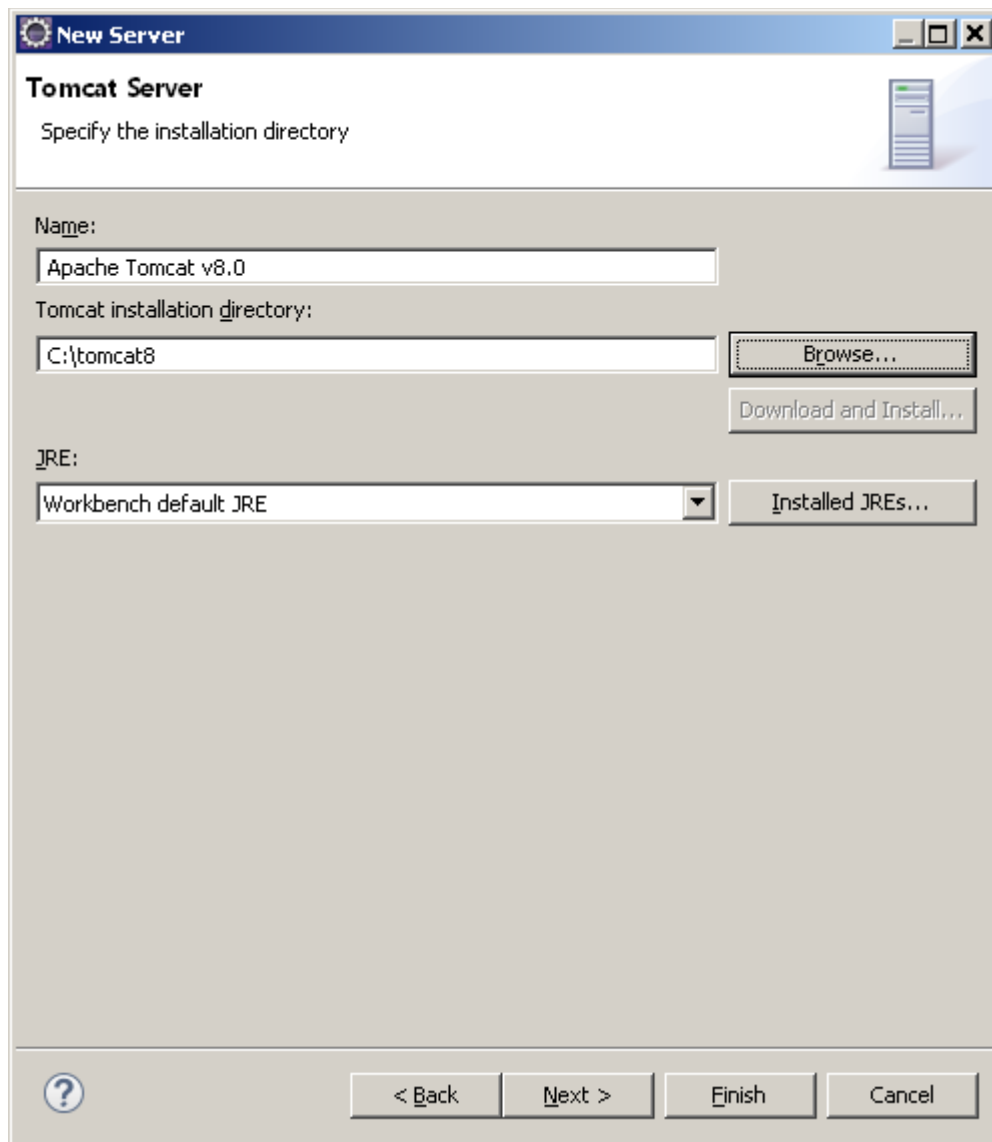 New Server
Tomcat Server
Specify the installation directory
Name:
Apache Tomcat v8.0
Tomcat installation directory:
C:\tomcat8
Browse...
Download and Install...
JRE:
Workbench default JRE
Installed JREs...
?
< Back
Next >
Finish
Cancel